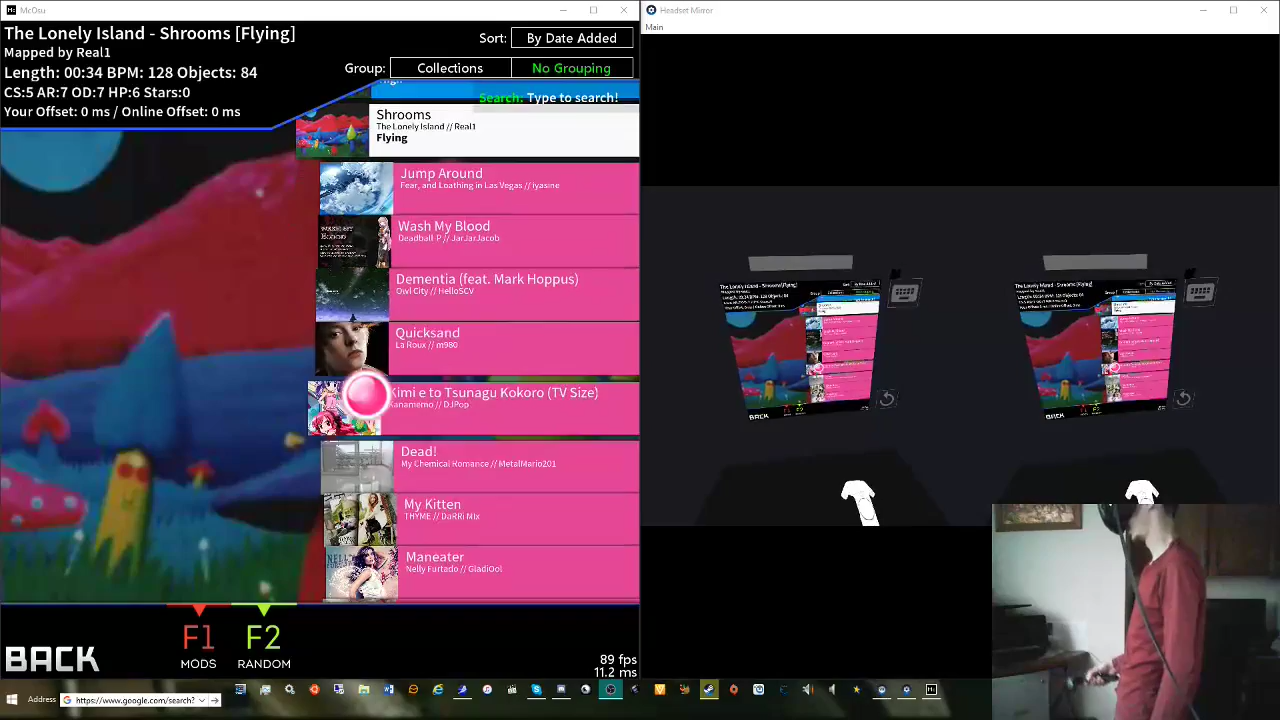 McOsu
The Lonely Island - Shrooms [Flying]
Mapped by Real1
Length: 00:34 BPM: 128 Objects: 84
CS:5 AR:7 OD:7 HP:6 Stars:0
Your Offset: 0 ms / Online Offset: 0 ms
Sort: By Date Added
Group: Collections No Grouping
Search: Type to search!
Shrooms
The Lonely Island // Real1
Flying
Jump Around
Fear, and Loathing in Las Vegas // Iyasine
Wash My Blood
Deadball-P // JarJarJacob
Dementia (feat. Mark Hoppus)
Owl City // HelloSCV
Quicksand
La Roux // m980
Kimi e to Tsunagu Kokoro (TV Size)
Kanamemo // DJPop
Dead!
My Chemical Romance // MetalMario201
My Kitten
THYME // DaRRi MIx
Maneater
Nelly Furtado // GladiOol
F1 F2
BACK MODS RANDOM
89 fps
11.2 ms
Address https://www.google.com/search?
Headset Mirror
Main
BACK
BACK